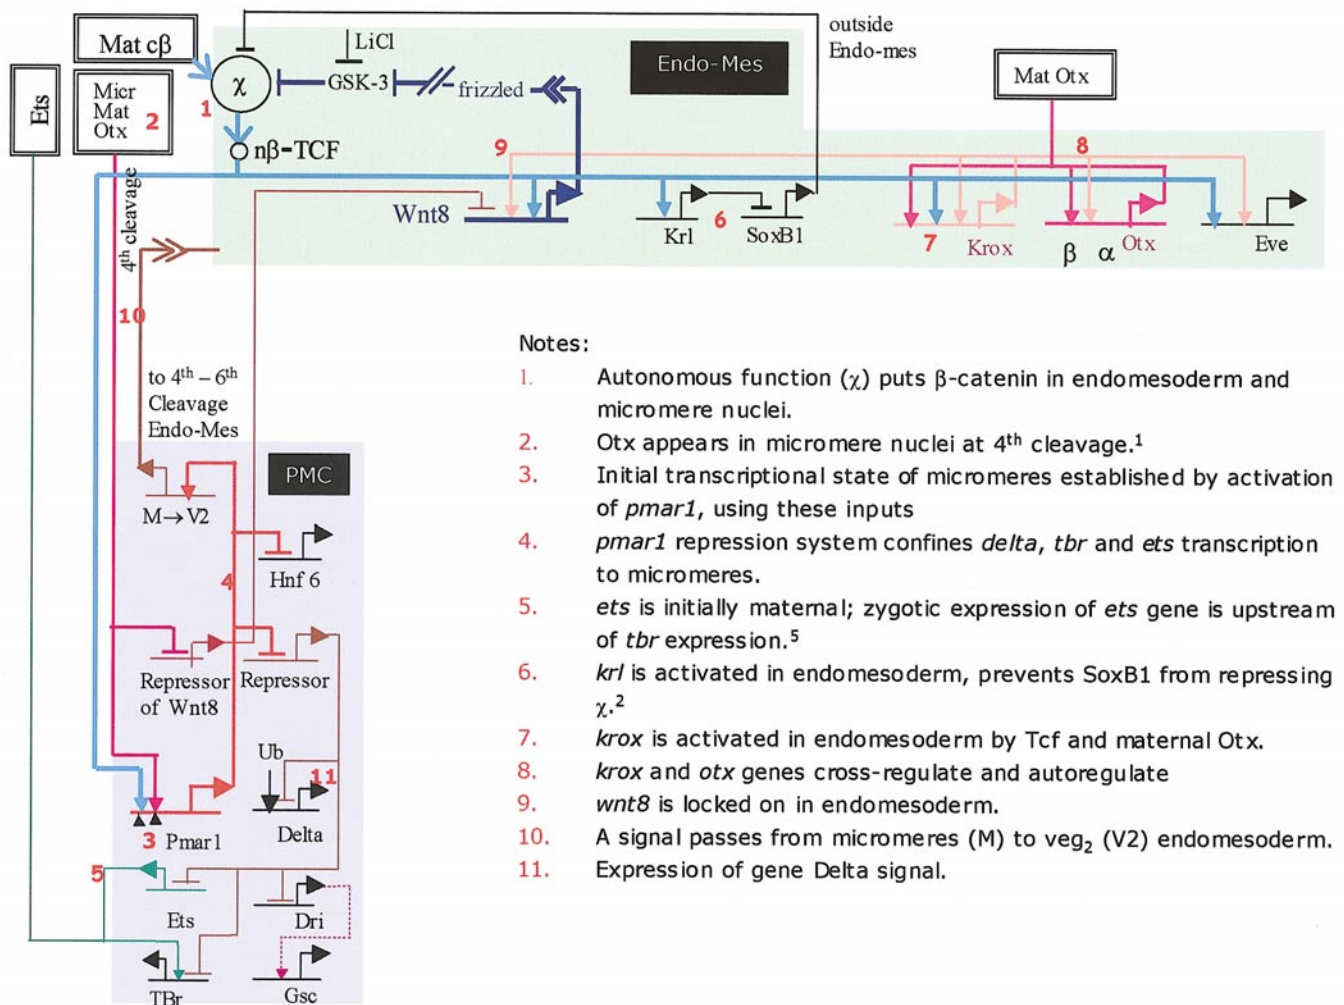 Mat cβ
Ets
Micr
Mat
Otx
2
χ
1
LiCl
GSK-3
frizzled
Endo-Mes
outside
Endo-mes
Mat Otx
nβ-TCF
9
8
4th cleavage
Wnt8
Krl
6
SoxB1
7
Krox
β α Otx
Eve
10
to 4th – 6th
Cleavage
Endo-Mes
PMC
M→V2
Hnf 6
4
Repressor
of Wnt8
Repressor
Ub
11
Delta
3
Pmar1
5
Ets
Dri
TBr
Gsc
Notes:
1. Autonomous function (χ) puts β-catenin in endomesoderm and
micromere nuclei.
2. Otx appears in micromere nuclei at 4th cleavage.1
3. Initial transcriptional state of micromeres established by activation
of pmar1, using these inputs
4. pmar1 repression system confines delta, tbr and ets transcription
to micromeres.
5. ets is initially maternal; zygotic expression of ets gene is upstream
of tbr expression.5
6. krl is activated in endomesoderm, prevents SoxB1 from repressing
χ.2
7. krox is activated in endomesoderm by Tcf and maternal Otx.
8. krox and otx genes cross-regulate and autoregulate
9. wnt8 is locked on in endomesoderm.
10. A signal passes from micromeres (M) to veg2 (V2) endomesoderm.
11. Expression of gene Delta signal.